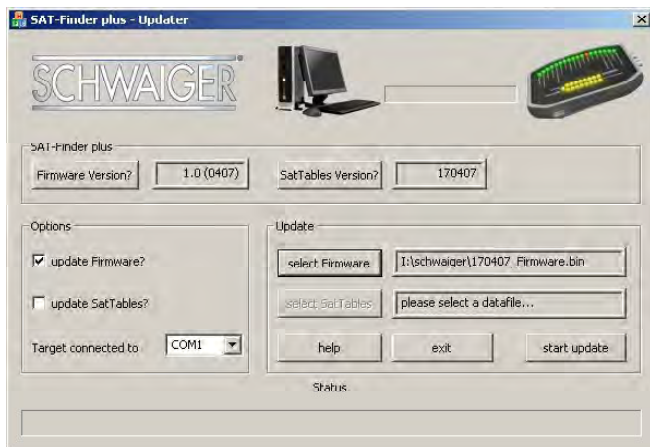 SAT-Finder plus - Updater
SCHWAIGER
SAT-Finder plus
Firmware Version? 1.0 (0407) SatTables Version? 170407
Options
update Firmware?
update SatTables?
Target connected to COM1
Update
select Firmware I:\schwaiger\170407 Firmware.bin
select SatTables please select a datafile...
help exit start update
Status